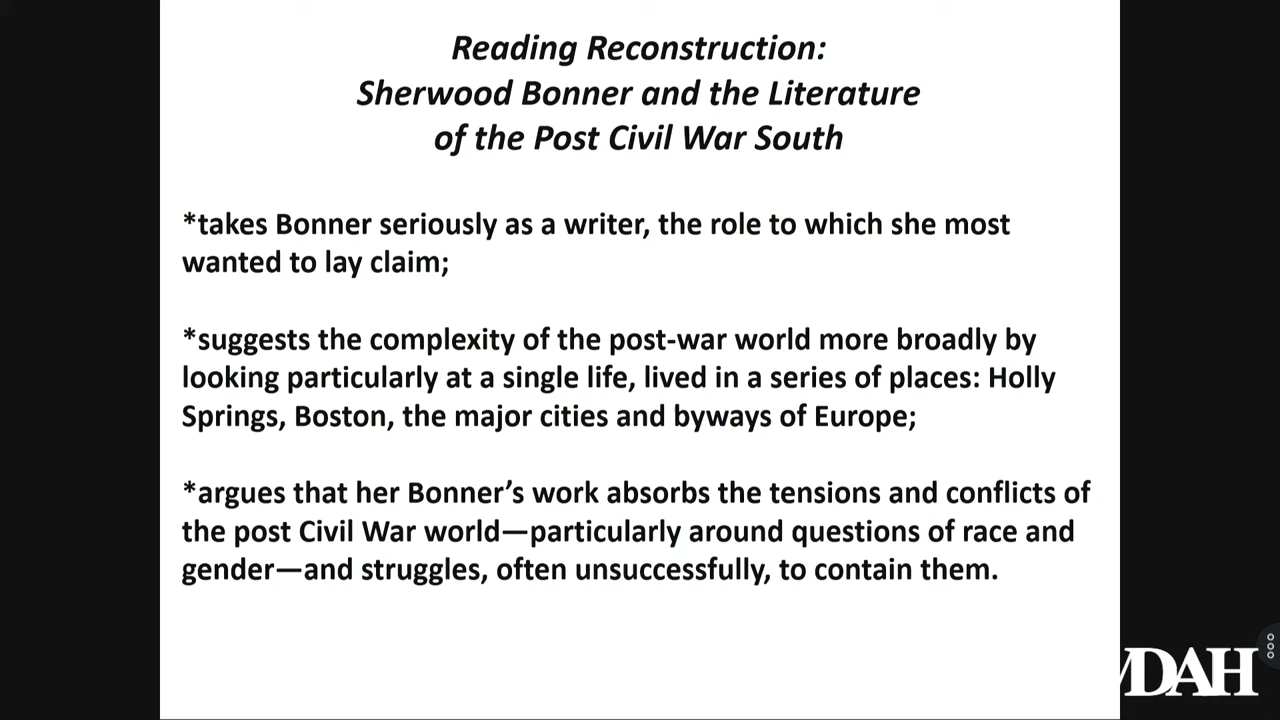 Reading Reconstruction:
Sherwood Bonner and the Literature
of the Post Civil War South
*takes Bonner seriously as a writer, the role to which she most
wanted to lay claim;
*suggests the complexity of the post-war world more broadly by
looking particularly at a single life, lived in a series of places: Holly
Springs, Boston, the major cities and byways of Europe;
*argues that her Bonner’s work absorbs the tensions and conflicts of
the post Civil War world—particularly around questions of race and
gender—and struggles, often unsuccessfully, to contain them.
DAH